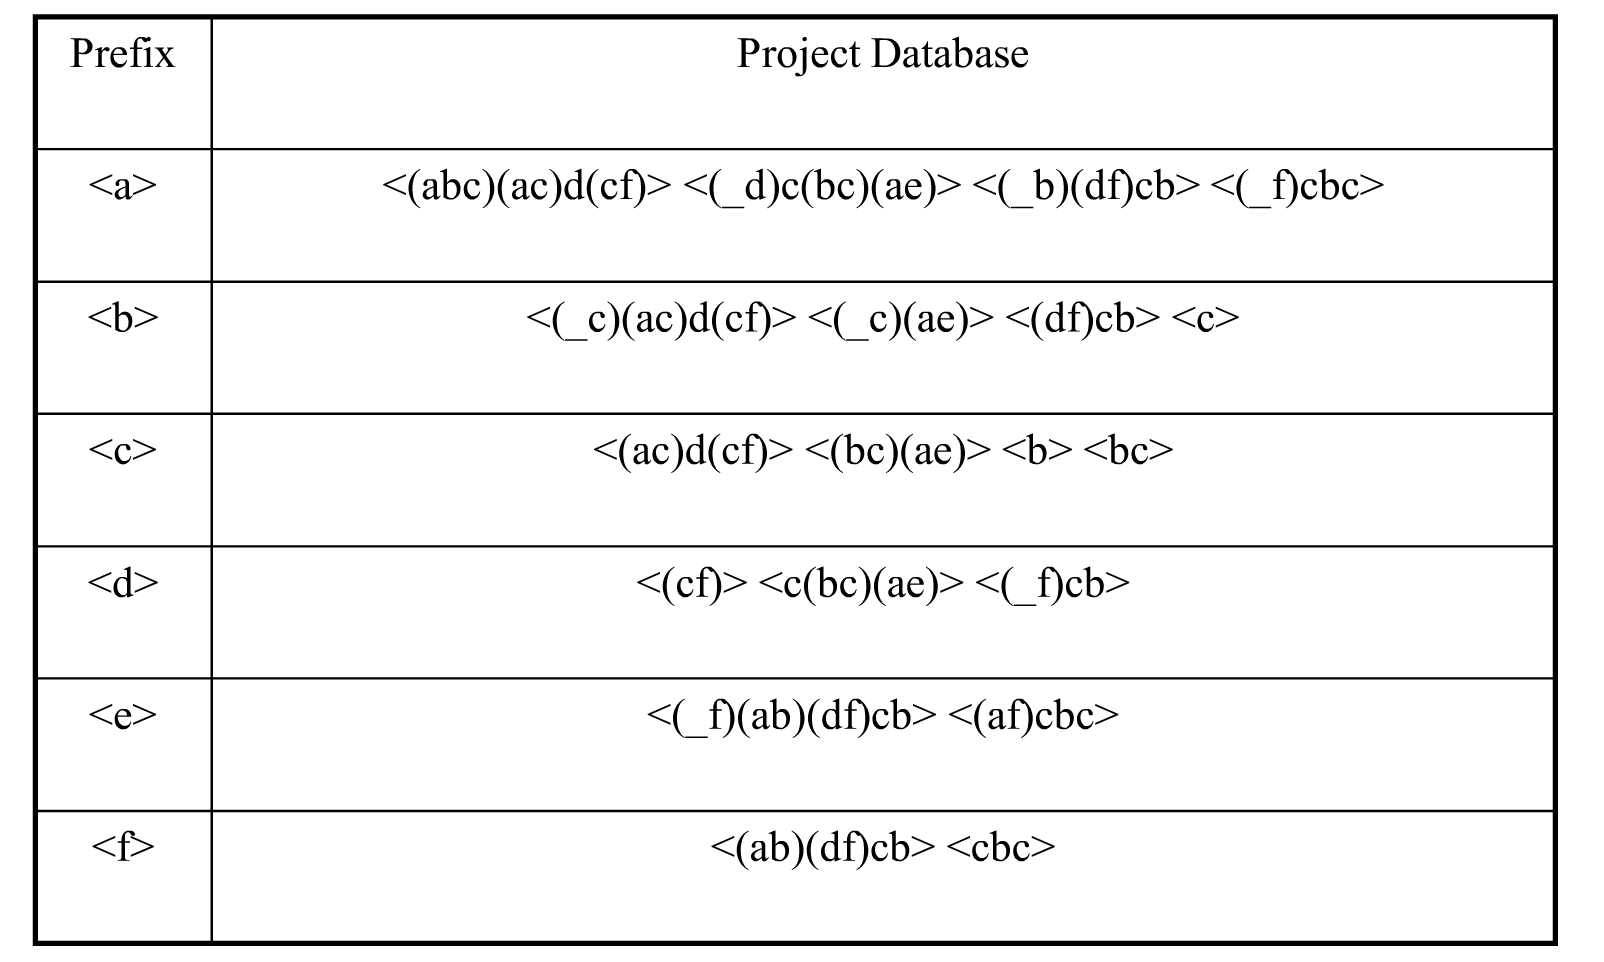 Prefix Project Database
<a> <(abc)(ac)d(cf)> <(_d)c(bc)(ae)> <(_b)(df)cb> <(_f)cbc>
<b> <(_c)(ac)d(cf)> <(_c)(ae)> <(df)cb> <c>
<c> <(ac)d(cf)> <(bc)(ae)> <b> <bc>
<d> <(cf)> <c(bc)(ae)> <(_f)cb>
<e> <(_f)(ab)(df)cb> <(af)cbc>
<f> <(ab)(df)cb> <cbc>